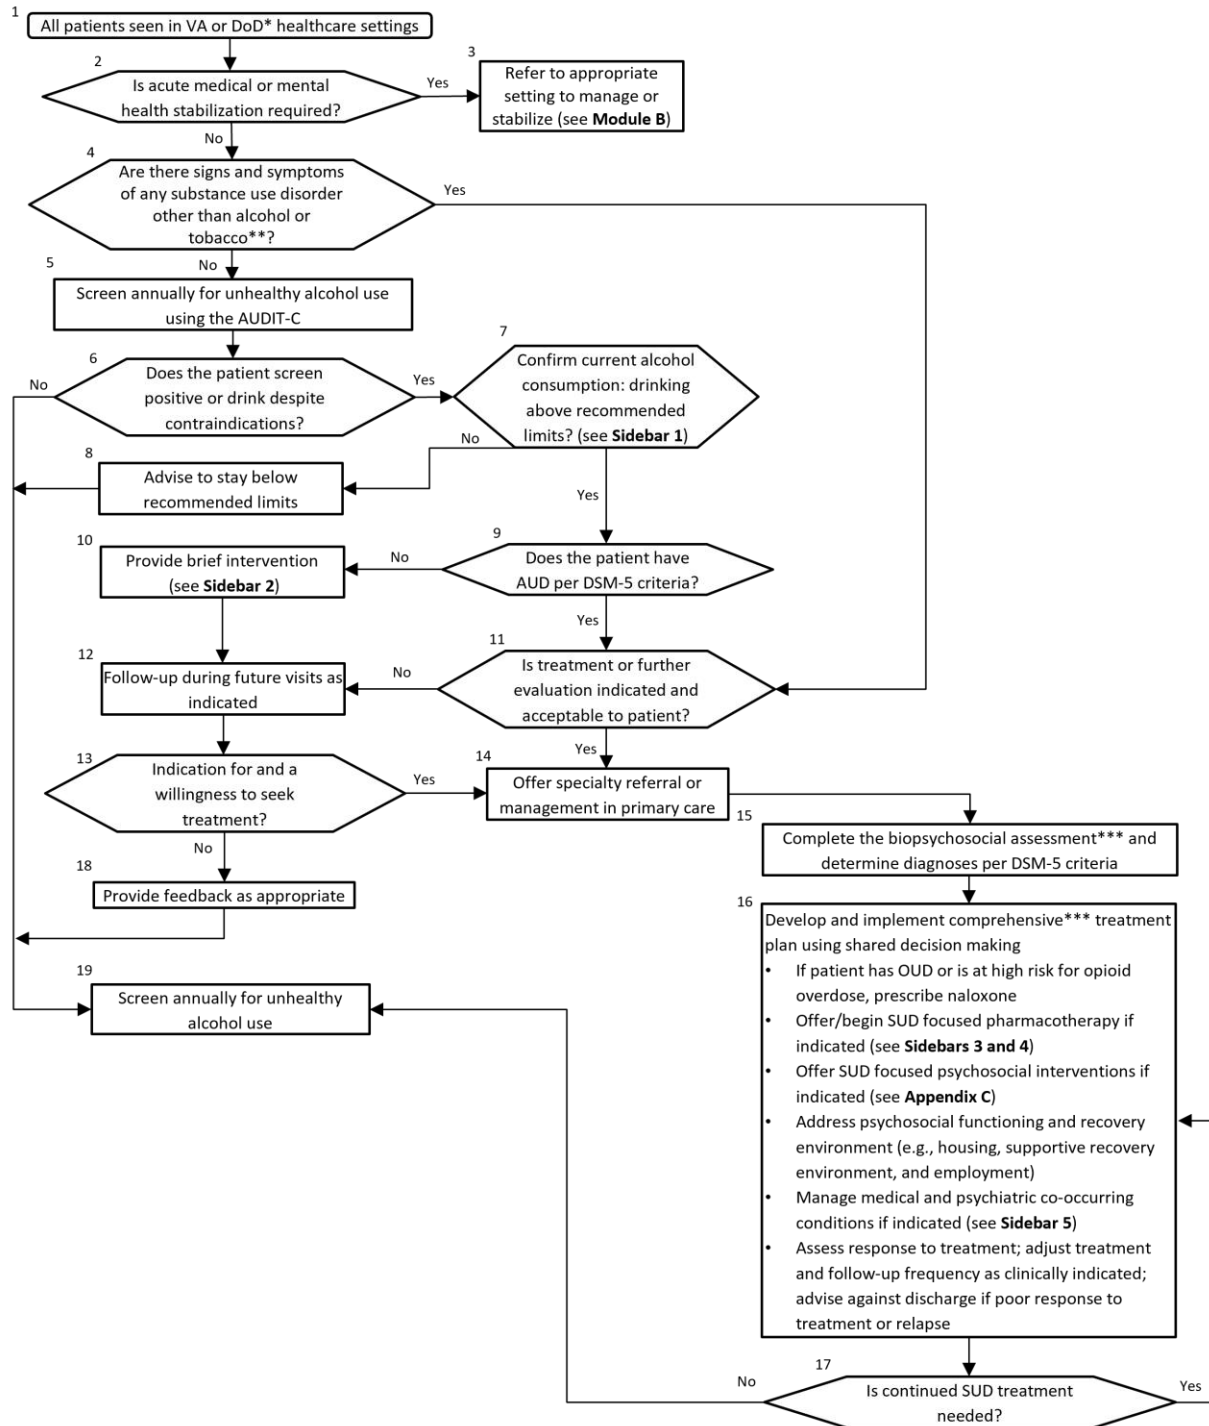 1
All patients seen in VA or DoD* healthcare settings
2
Is acute medical or mental
health stabilization required?
Yes
3
Refer to appropriate
setting to manage or
stabilize (see Module B)
No
4
Are there signs and symptoms
of any substance use disorder
other than alcohol or
tobacco**?
Yes
No
5
Screen annually for unhealthy alcohol use
using the AUDIT-C
6
Does the patient screen
positive or drink despite
contraindications?
No
Yes
7
Confirm current alcohol
consumption: drinking
above recommended
limits? (see Sidebar 1)
No
Yes
8
Advise to stay below
recommended limits
9
Does the patient have
AUD per DSM-5 criteria?
No
Yes
10
Provide brief intervention
(see Sidebar 2)
11
Is treatment or further
evaluation indicated and
acceptable to patient?
No
Yes
12
Follow-up during future visits as
indicated
13
Indication for and a
willingness to seek
treatment?
Yes
No
14
Offer specialty referral or
management in primary care
15
Complete the biopsychosocial assessment*** and
determine diagnoses per DSM-5 criteria
16
Develop and implement comprehensive*** treatment
plan using shared decision making
• If patient has OUD or is at high risk for opioid
overdose, prescribe naloxone
• Offer/begin SUD focused pharmacotherapy if
indicated (see Sidebars 3 and 4)
• Offer SUD focused psychosocial interventions if
indicated (see Appendix C)
• Address psychosocial functioning and recovery
environment (e.g., housing, supportive recovery
environment, and employment)
• Manage medical and psychiatric co-occurring
conditions if indicated (see Sidebar 5)
• Assess response to treatment; adjust treatment
and follow-up frequency as clinically indicated;
advise against discharge if poor response to
treatment or relapse
17
Is continued SUD treatment
needed?
No
Yes
18
Provide feedback as appropriate
19
Screen annually for unhealthy
alcohol use